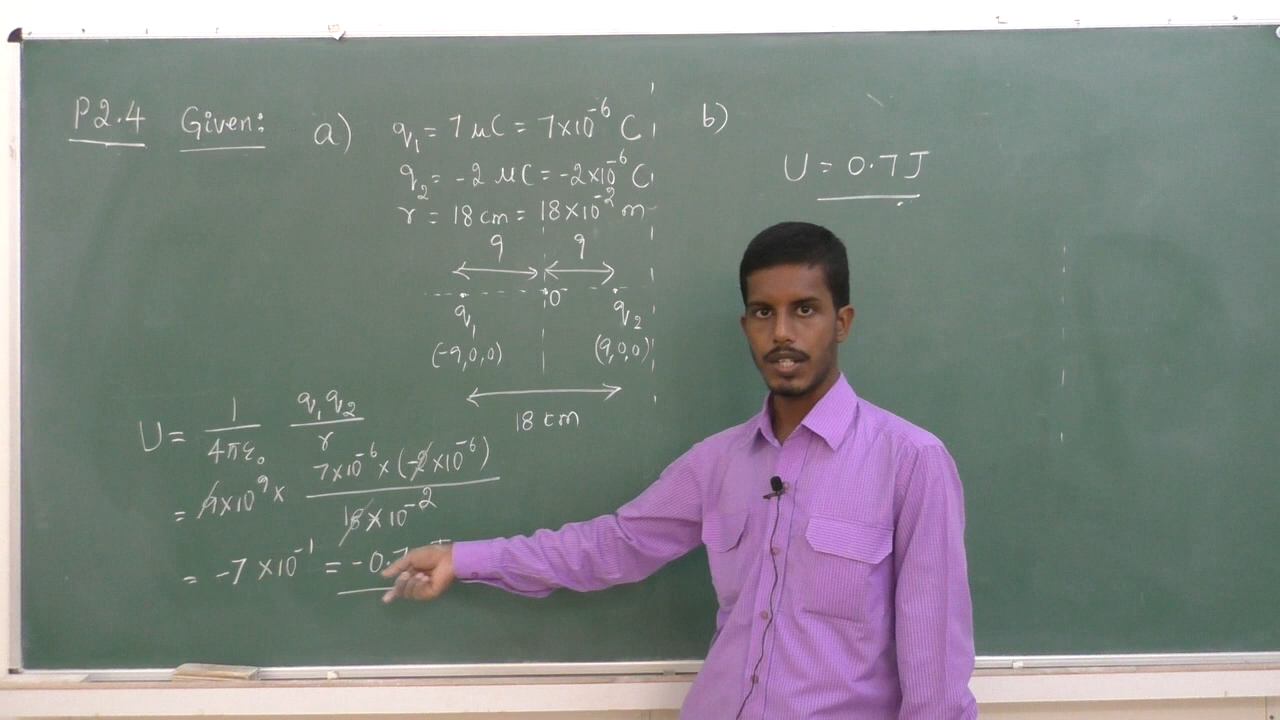 P2.4 Given: a) q₁ = 7 μC = 7×10⁻⁶ C
q₂ = -2 μC = -2×10⁻⁶ C
r = 18 cm = 18×10⁻² m
9 9
O
q₁ q₂
(-9,0,0) (9,0,0)
18 cm
U = 1/4πε₀ q₁q₂/r
= 9×10⁹ × 7×10⁻⁶×(-2×10⁻⁶)/18×10⁻²
= -7×10⁻¹ = -0.7 J
b)
U = 0.7J